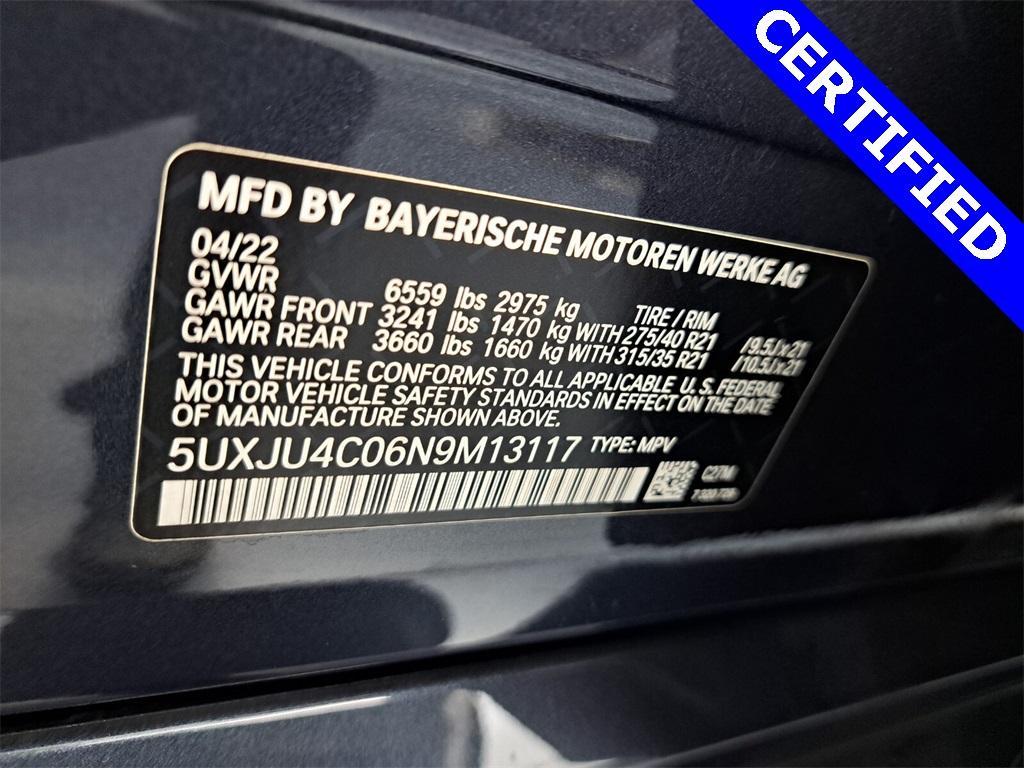 CERTIFIED
MFD BY BAYERISCHE MOTOREN WERKE AG
04/22
GVWR 6559 lbs 2975 kg TIRE / RIM
GAWR FRONT 3241 lbs 1470 kg WITH 275/40 R21 /9.5Jx21
GAWR REAR 3660 lbs 1660 kg WITH 315/35 R21 /10.5Jx21
THIS VEHICLE CONFORMS TO ALL APPLICABLE U.S. FEDERAL
MOTOR VEHICLE SAFETY STANDARDS IN EFFECT ON THE DATE
OF MANUFACTURE SHOWN ABOVE.
5UXJU4C06N9M13117 TYPE: MPV
C27M